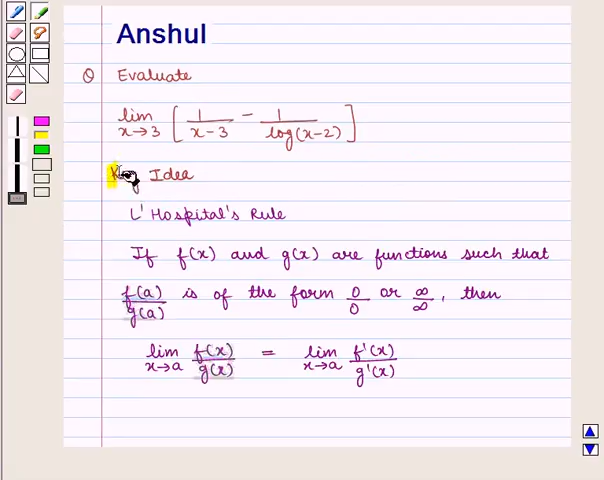 Anshul
Q Evaluate
lim x→3 [ 1/(x-3) - 1/log(x-2) ]
Idea
L'Hospital's Rule
If f(x) and g(x) are functions such that
f(a)/g(a) is of the form 0/0 or ∞/∞, then
lim x→a f(x)/g(x) = lim x→a f'(x)/g'(x)